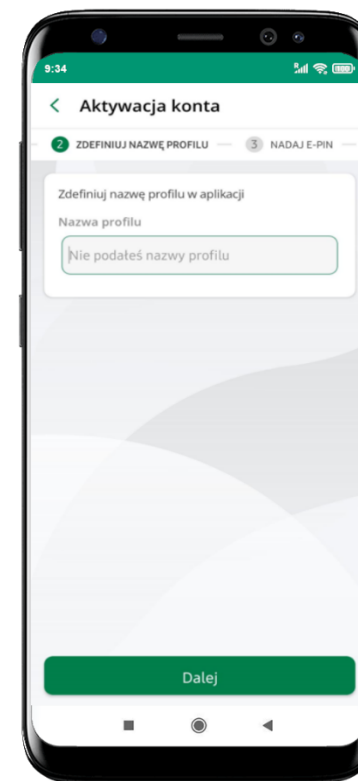 9:34
Aktywacja konta
2 ZDEFINIUJ NAZWĘ PROFILU 3 NADAJ E-PIN
Zdefiniuj nazwę profilu w aplikacji
Nazwa profilu
Nie podałeś nazwy profilu
Dalej